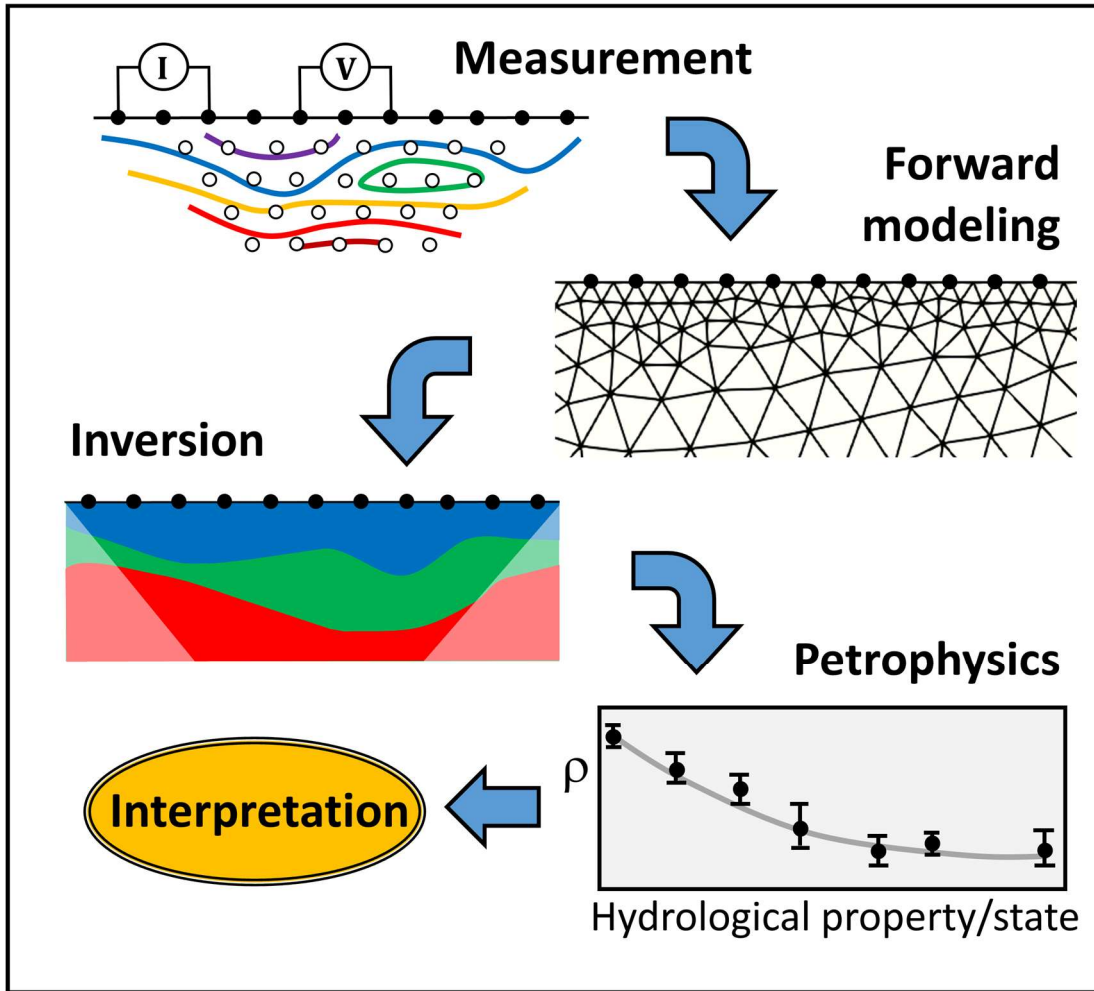 I
V
Measurement
Forward
modeling
Inversion
Petrophysics
ρ
Interpretation
Hydrological property/state